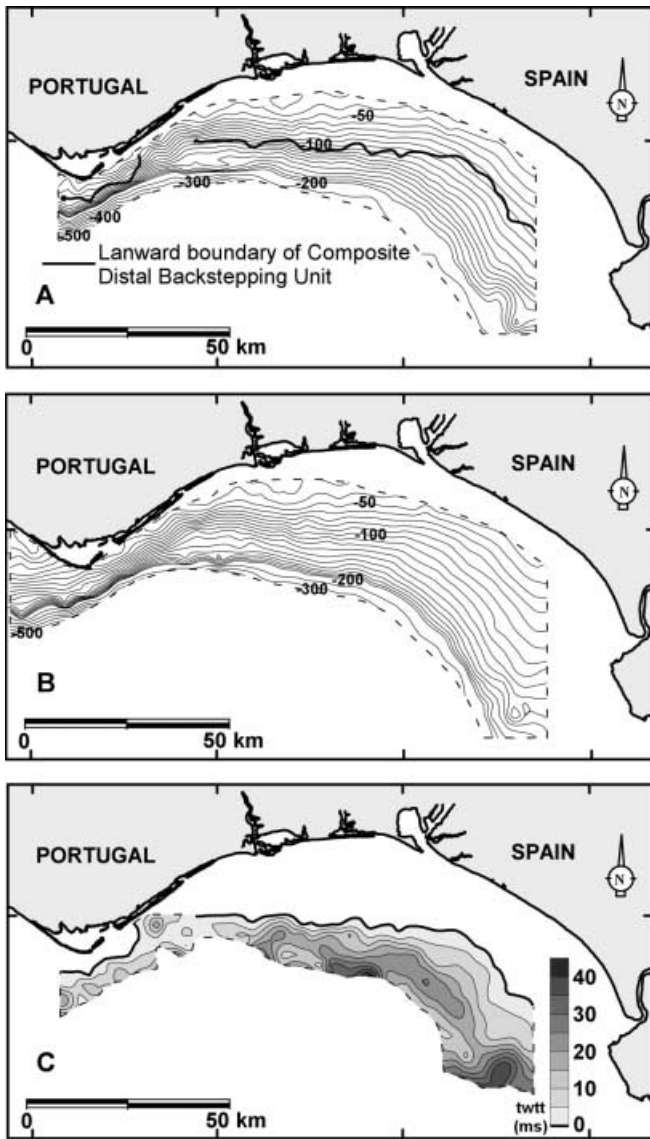 PORTUGAL
SPAIN
N
-50
-100
-300
-200
-400
-500
Lanward boundary of Composite
Distal Backstepping Unit
A
0
50 km
PORTUGAL
SPAIN
N
-50
-100
-200
-300
-500
B
0
50 km
PORTUGAL
SPAIN
N
40
30
20
10
0
twtt
(ms)
C
0
50 km